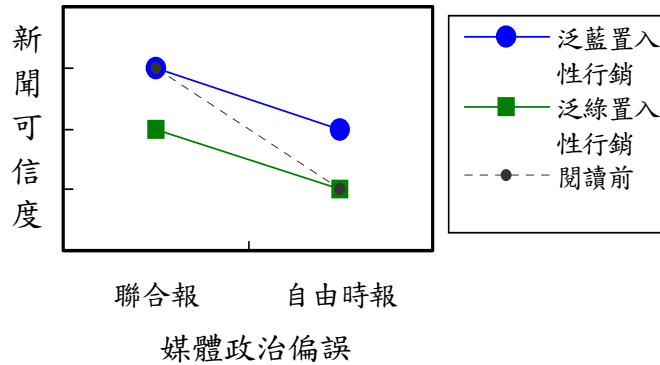 新聞可信度
泛藍置入
性行銷
泛綠置入
性行銷
閱讀前
聯合報
自由時報
媒體政治偏誤